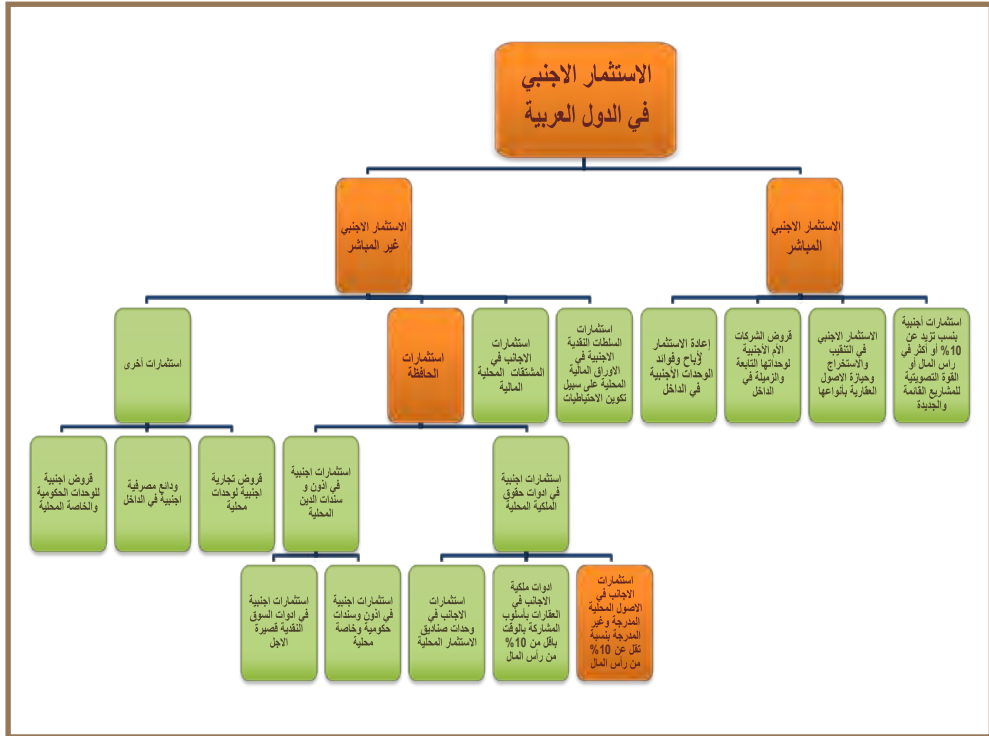 الاستثمار الاجنبي
في الدول العربية
الاستثمار الاجنبي
المباشر
الاستثمار الاجنبي
غير المباشر
استثمارات أجنبية
بنسب تزيد عن
10% أو أكثر في
راس المال أو
القوة التصويتية
للمشاريع القائمة
والجديدة
الاستثمار الاجنبي
في التنقيب
والاستخراج
وحيازة الاصول
العقارية بأنواعها
قروض الشركات
الأم الأجنبية
لوحداتها التابعة
والزميلة في
الداخل
إعادة الاستثمار
لأباح وفوائد
الوحدات الأجنبية
في الداخل
استثمارات
السلطات النقدية
الاجنبية في
الاوراق المالية
المحلية على سبيل
تكوين الاحتياطيات
استثمارات
الاجانب في
المشتقات المحلية
المالية
استثمارات
الحافظة
استثمارات أخرى
استثمارات اجنبية
في ادوات حقوق
الملكية المحلية
استثمارات اجنبية
في اذون و
سندات الدين
المحلية
قروض تجارية
اجنبية لوحدات
محلية
ودائع مصرفية
اجنبية في الداخل
قروض اجنبية
للوحدات الحكومية
والخاصة المحلية
استثمارات
الاجانب في
الاصول المحلية
المدرجة وغير
المدرجة بنسبة
تقل عن 10%
من رأس المال
ادوات ملكية
الاجانب في
العقارات بأسلوب
المشاركة بالوقت
باقل من 10%
من رأس المال
استثمارات
الاجانب في
وحدات صناديق
الاستثمار المحلية
استثمارات اجنبية
في اذون وسندات
حكومية وخاصة
محلية
استثمارات اجنبية
في ادوات السوق
النقدية قصيرة
الاجل